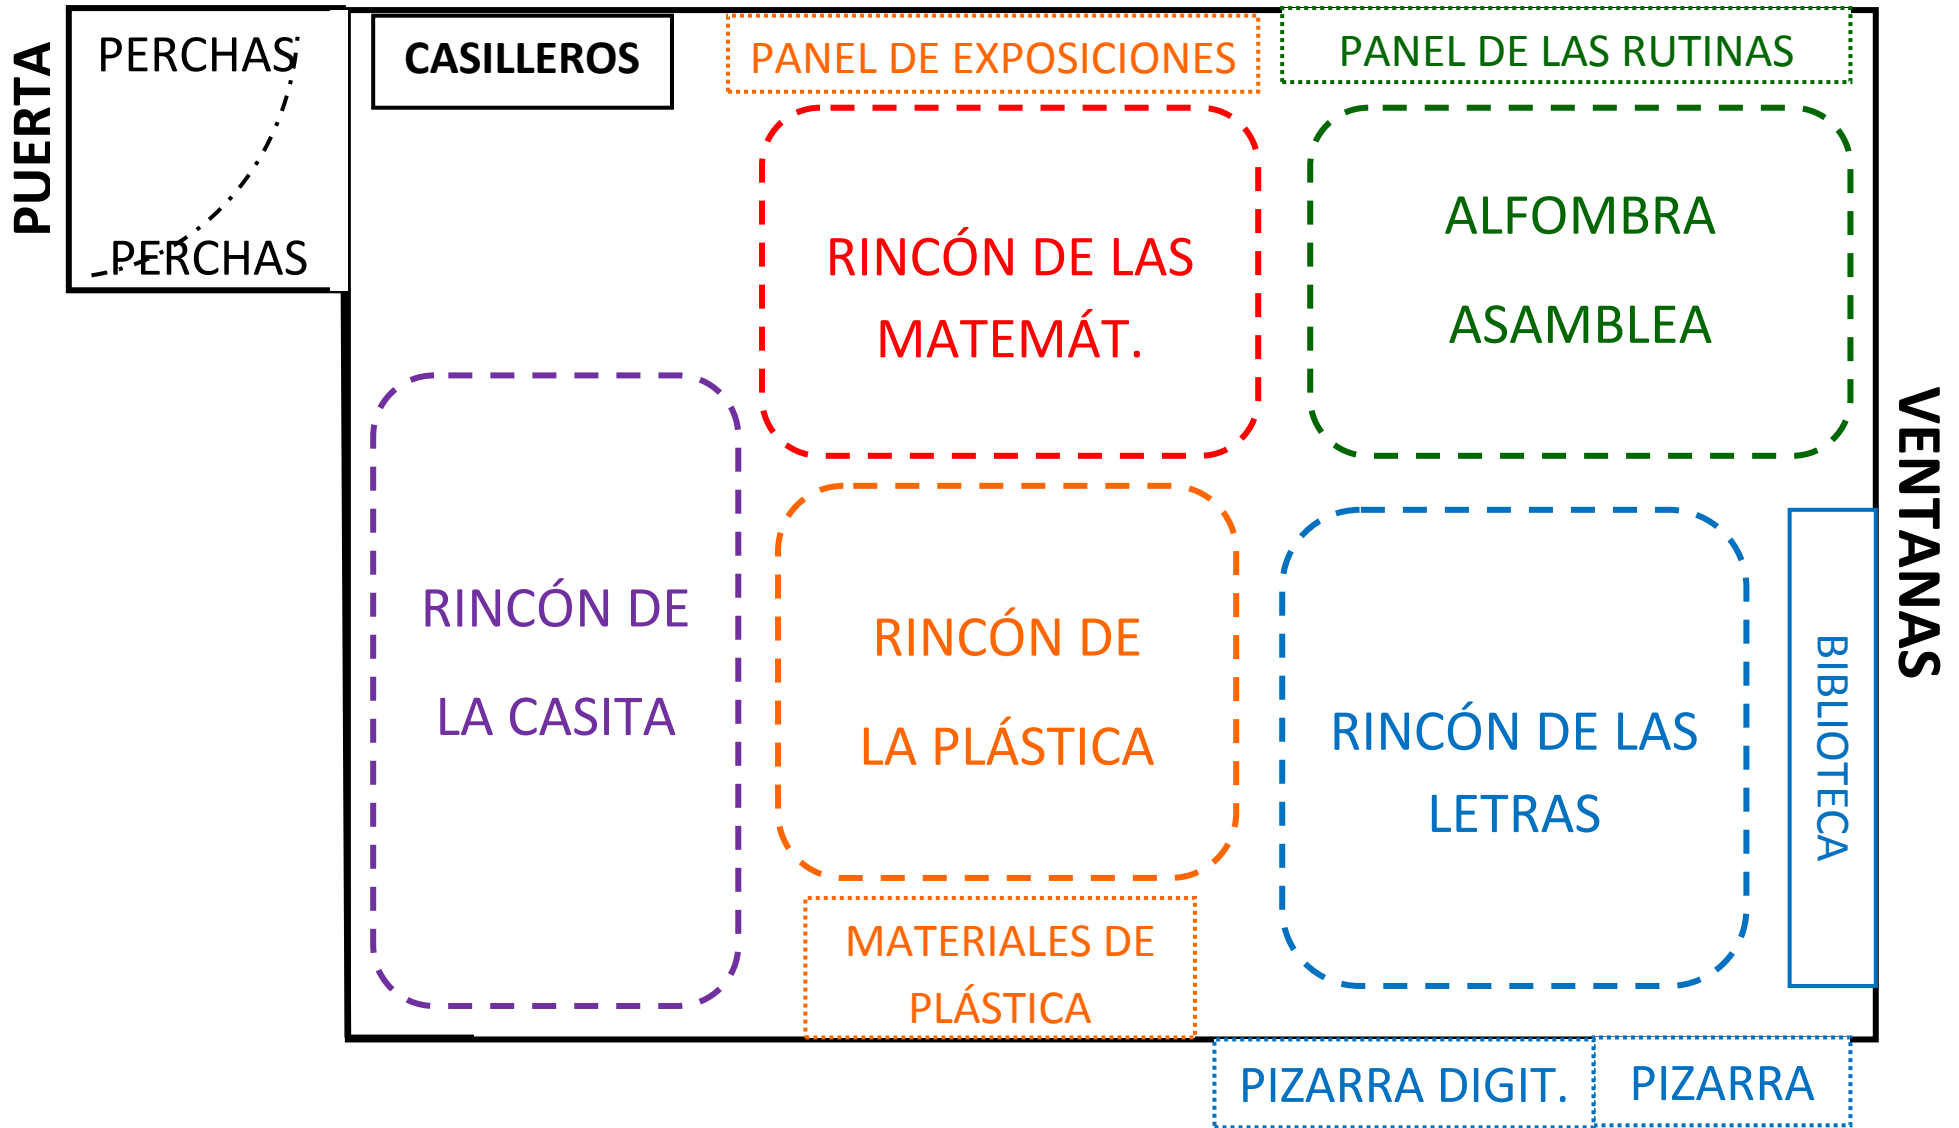 PUERTA
PERCHAS
PERCHAS
CASILLEROS
PANEL DE EXPOSICIONES
PANEL DE LAS RUTINAS
RINCÓN DE LAS
MATEMÁT.
ALFOMBRA
ASAMBLEA
VENTANAS
RINCÓN DE
LA CASITA
RINCÓN DE
LA PLÁSTICA
RINCÓN DE LAS
LETRAS
BIBLIOTECA
MATERIALES DE
PLÁSTICA
PIZARRA DIGIT.
PIZARRA